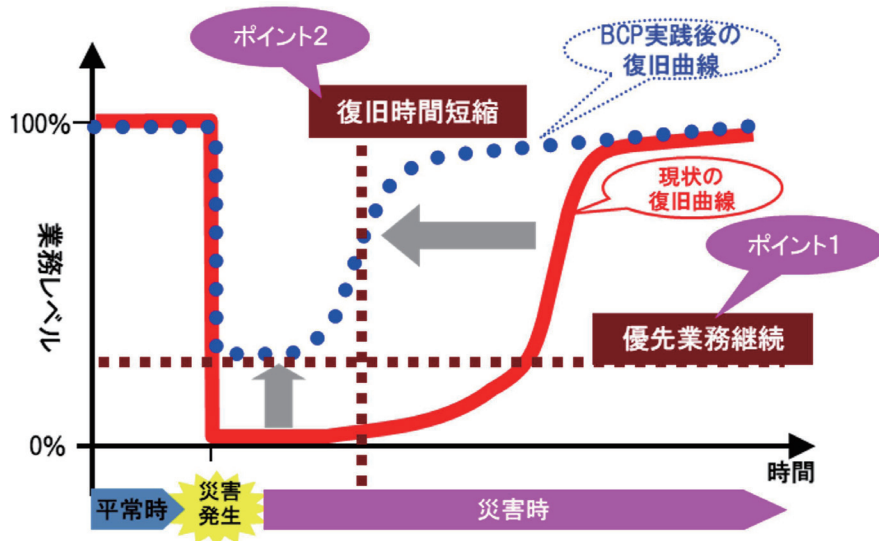 ポイント2
BCP実践後の
復旧曲線
100%
復旧時間短縮
現状の
復旧曲線
ポイント1
業務レベル
優先業務継続
0%
時間
平常時
災害
発生
災害時